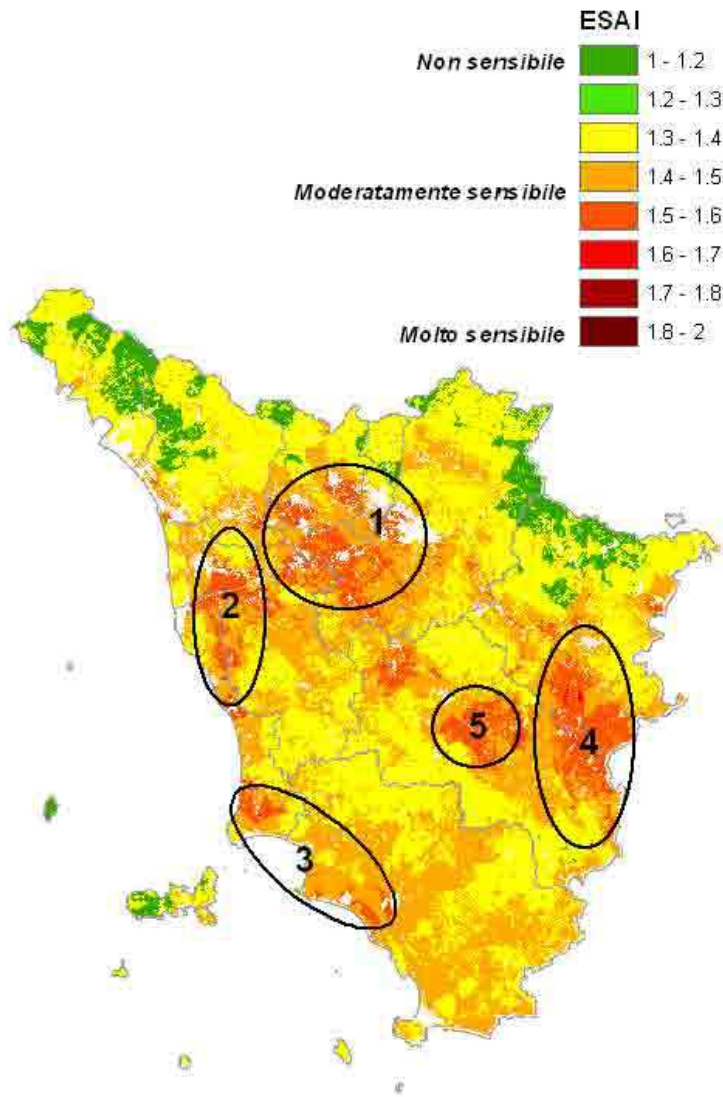 ESAI
Non sensibile 1 - 1.2
1.2 - 1.3
1.3 - 1.4
Moderatamente sensibile 1.4 - 1.5
1.5 - 1.6
1.6 - 1.7
1.7 - 1.8
Molto sensibile 1.8 - 2
1
2
5
4
3